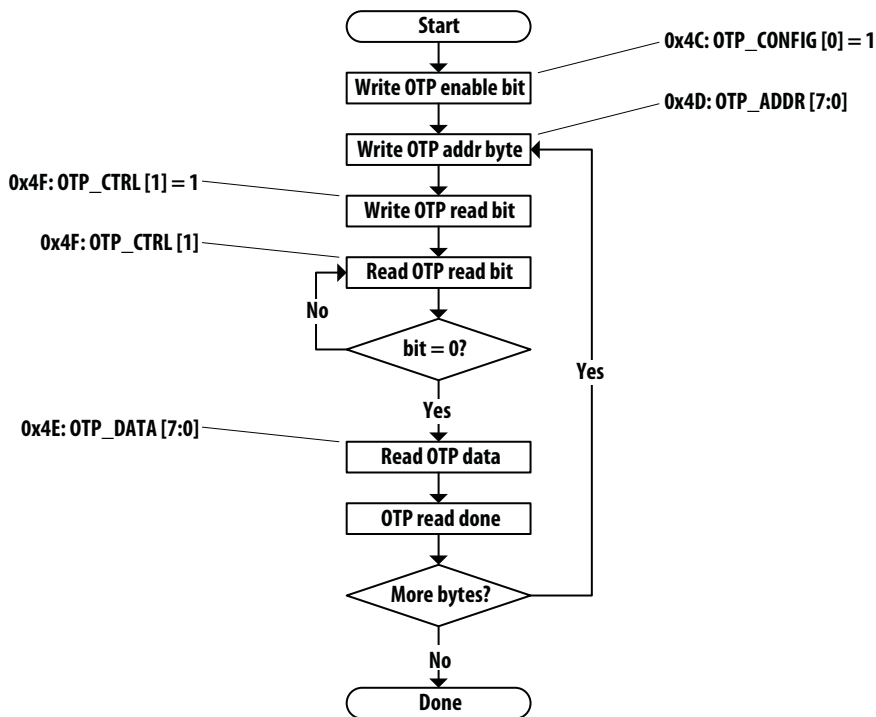 Start
0x4C: OTP_CONFIG [0] = 1
Write OTP enable bit
0x4D: OTP_ADDR [7:0]
Write OTP addr byte
0x4F: OTP_CTRL [1] = 1
Write OTP read bit
0x4F: OTP_CTRL [1]
Read OTP read bit
No
bit = 0?
Yes
Yes
0x4E: OTP_DATA [7:0]
Read OTP data
OTP read done
More bytes?
No
Done